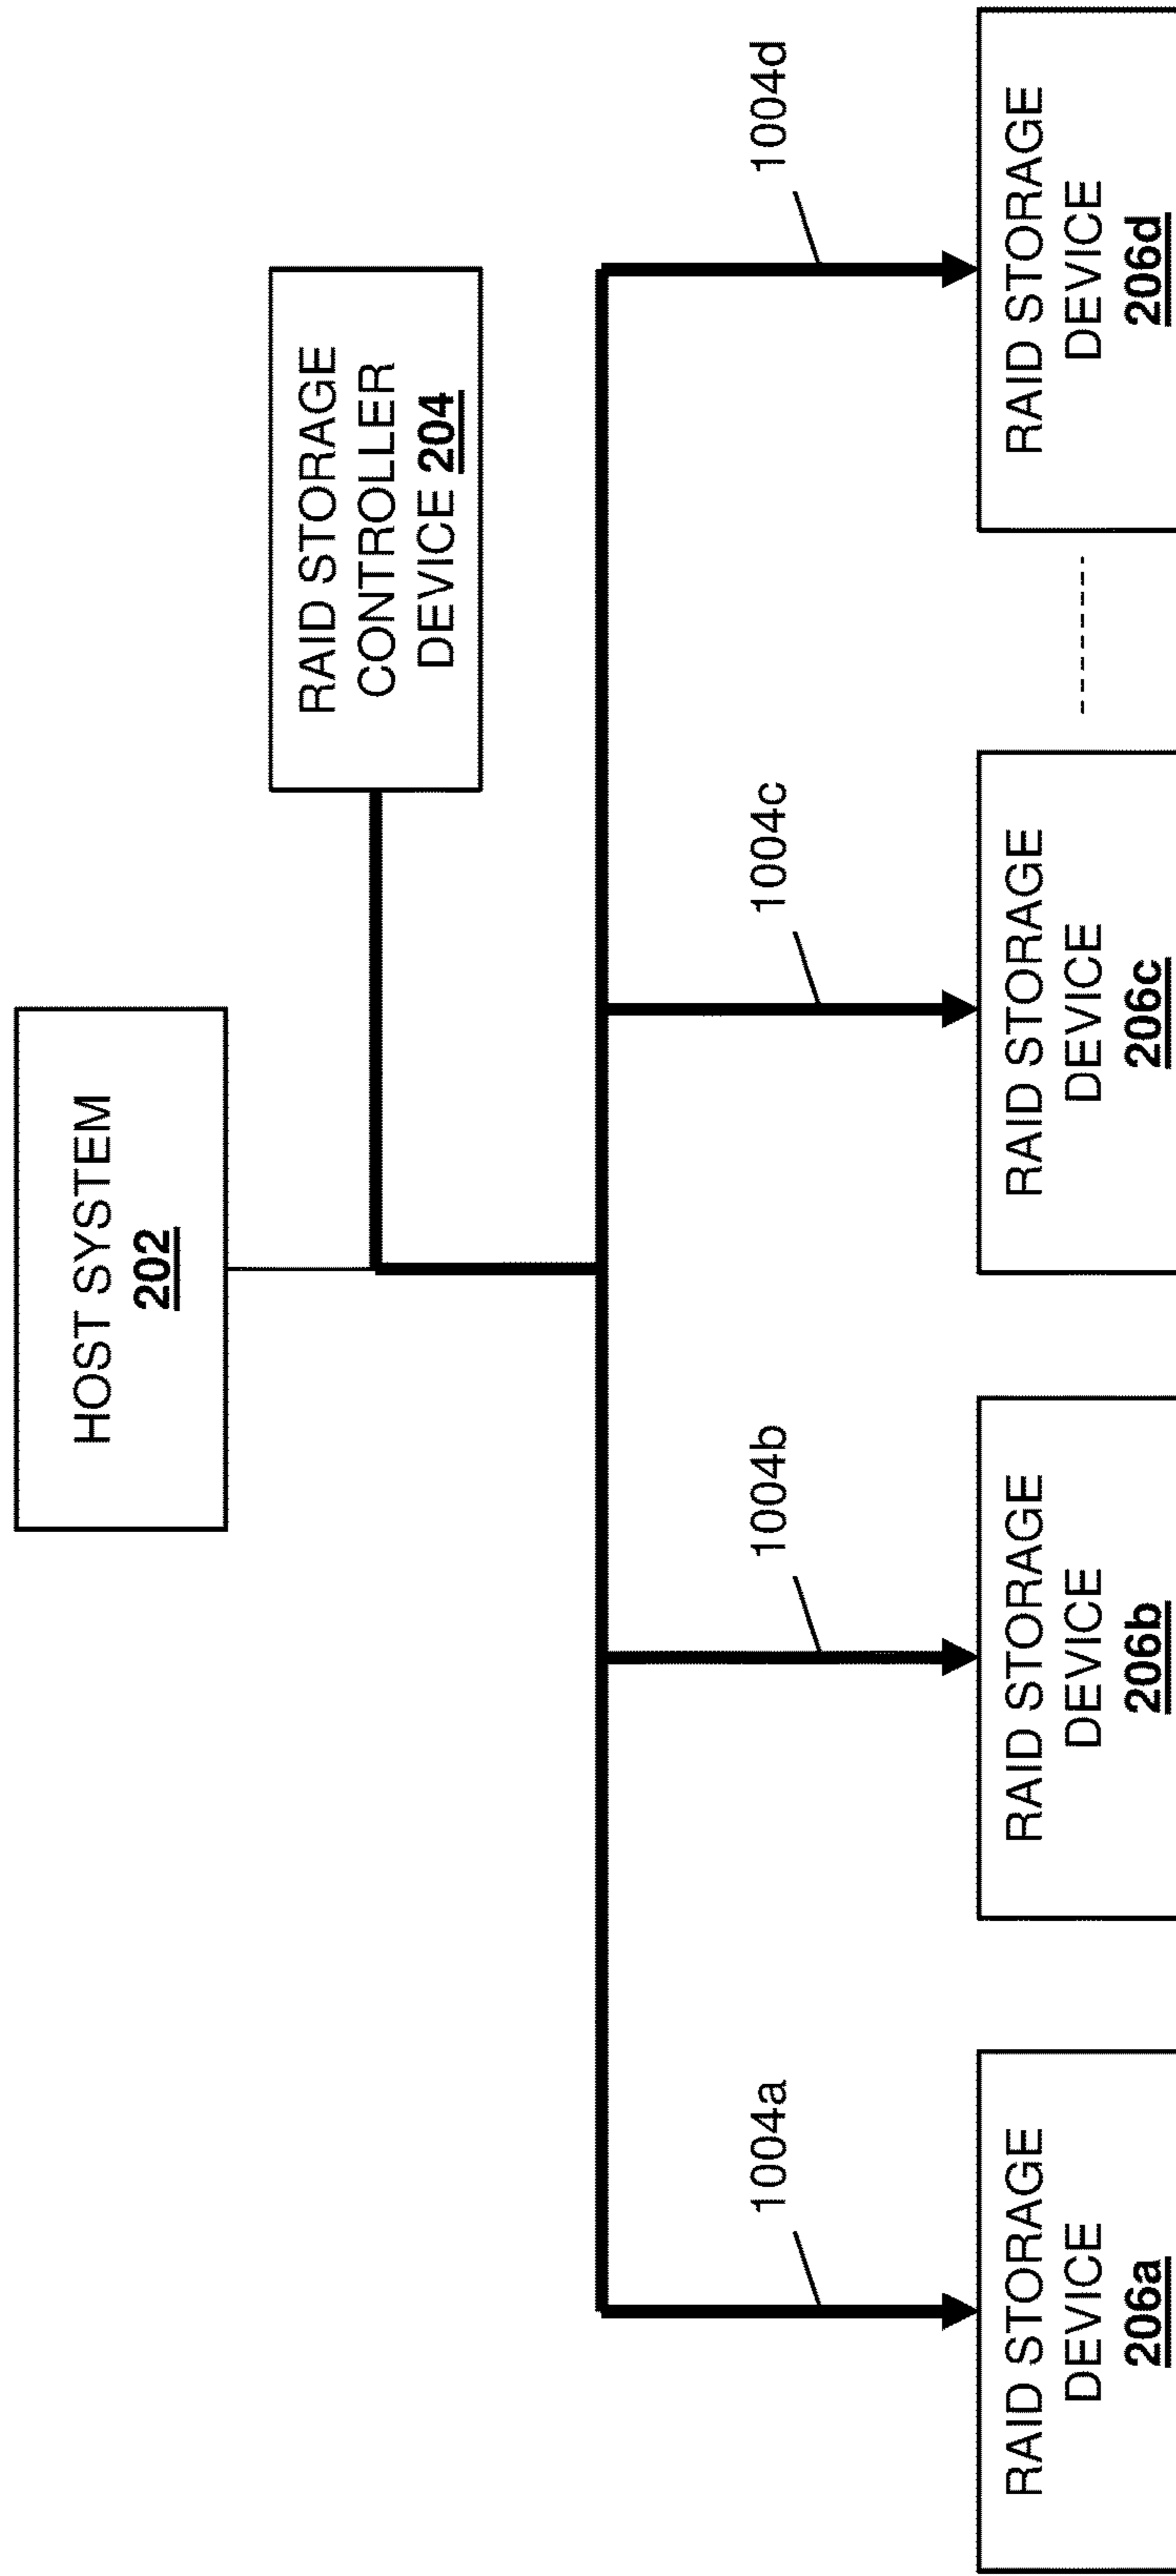 HOST SYSTEM
202
RAID STORAGE
CONTROLLER
DEVICE 204
1004a
1004b
1004c
1004d
RAID STORAGE
DEVICE
206a
RAID STORAGE
DEVICE
206b
RAID STORAGE
DEVICE
206c
RAID STORAGE
DEVICE
206d